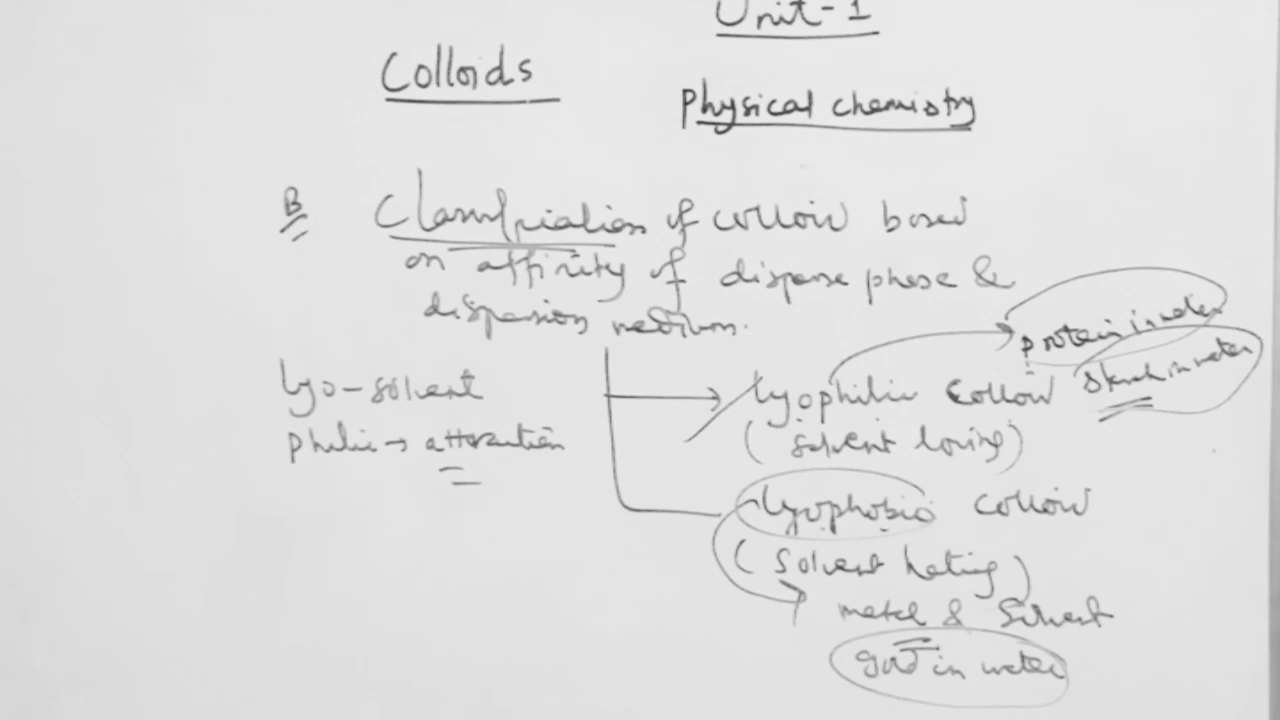 Unit-1
Colloids
Physical chemistry
B Classification of colloid based
on affinity of disperse phase &
dispersion medium.
lyo-solvent
Philic→ attraction
lyophilic colloid
protein in water
starch in water
(solvent loving)
lyophobic colloid
(solvent hating)
metal & solvent
gold in water